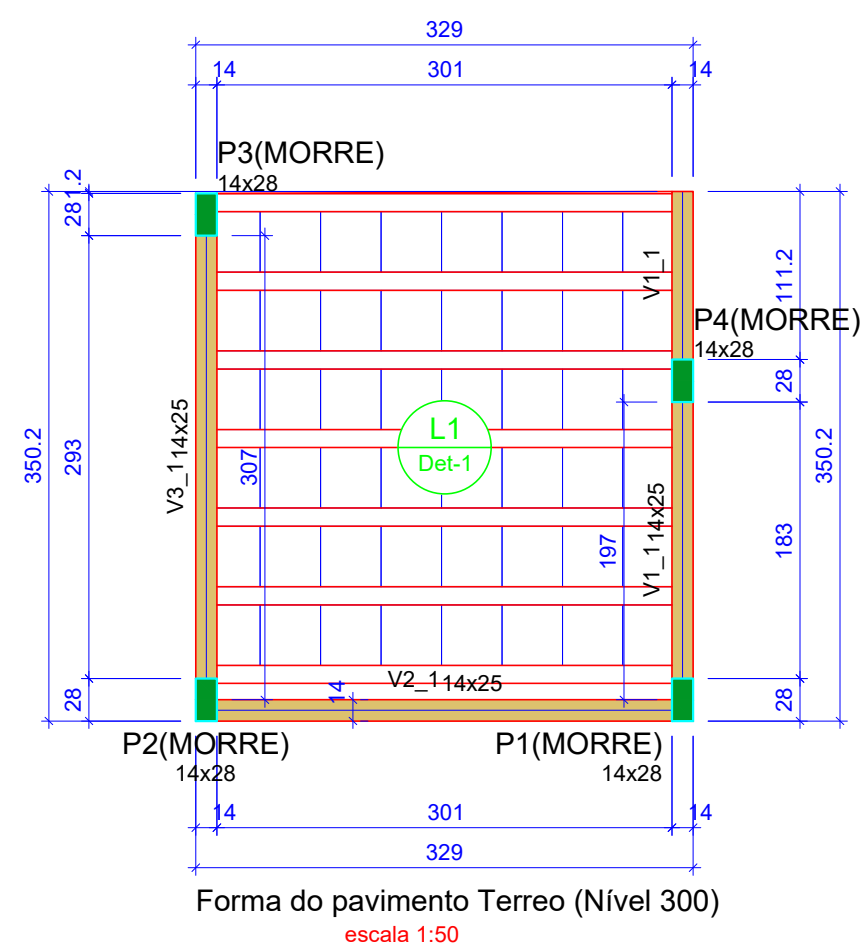 329
14 301 14
P3(MORRE)
14x28
281.2
111.2
V1_1
P4(MORRE)
14x28
28
350.2
293
V3_1 14x25
307
L1
Det-1
197
V1_1 14x25
183
350.2
28
V2_1 14x25
14
28
P2(MORRE)
14x28
P1(MORRE)
14x28
14 301 14
329
Forma do pavimento Terreo (Nível 300)
escala 1:50